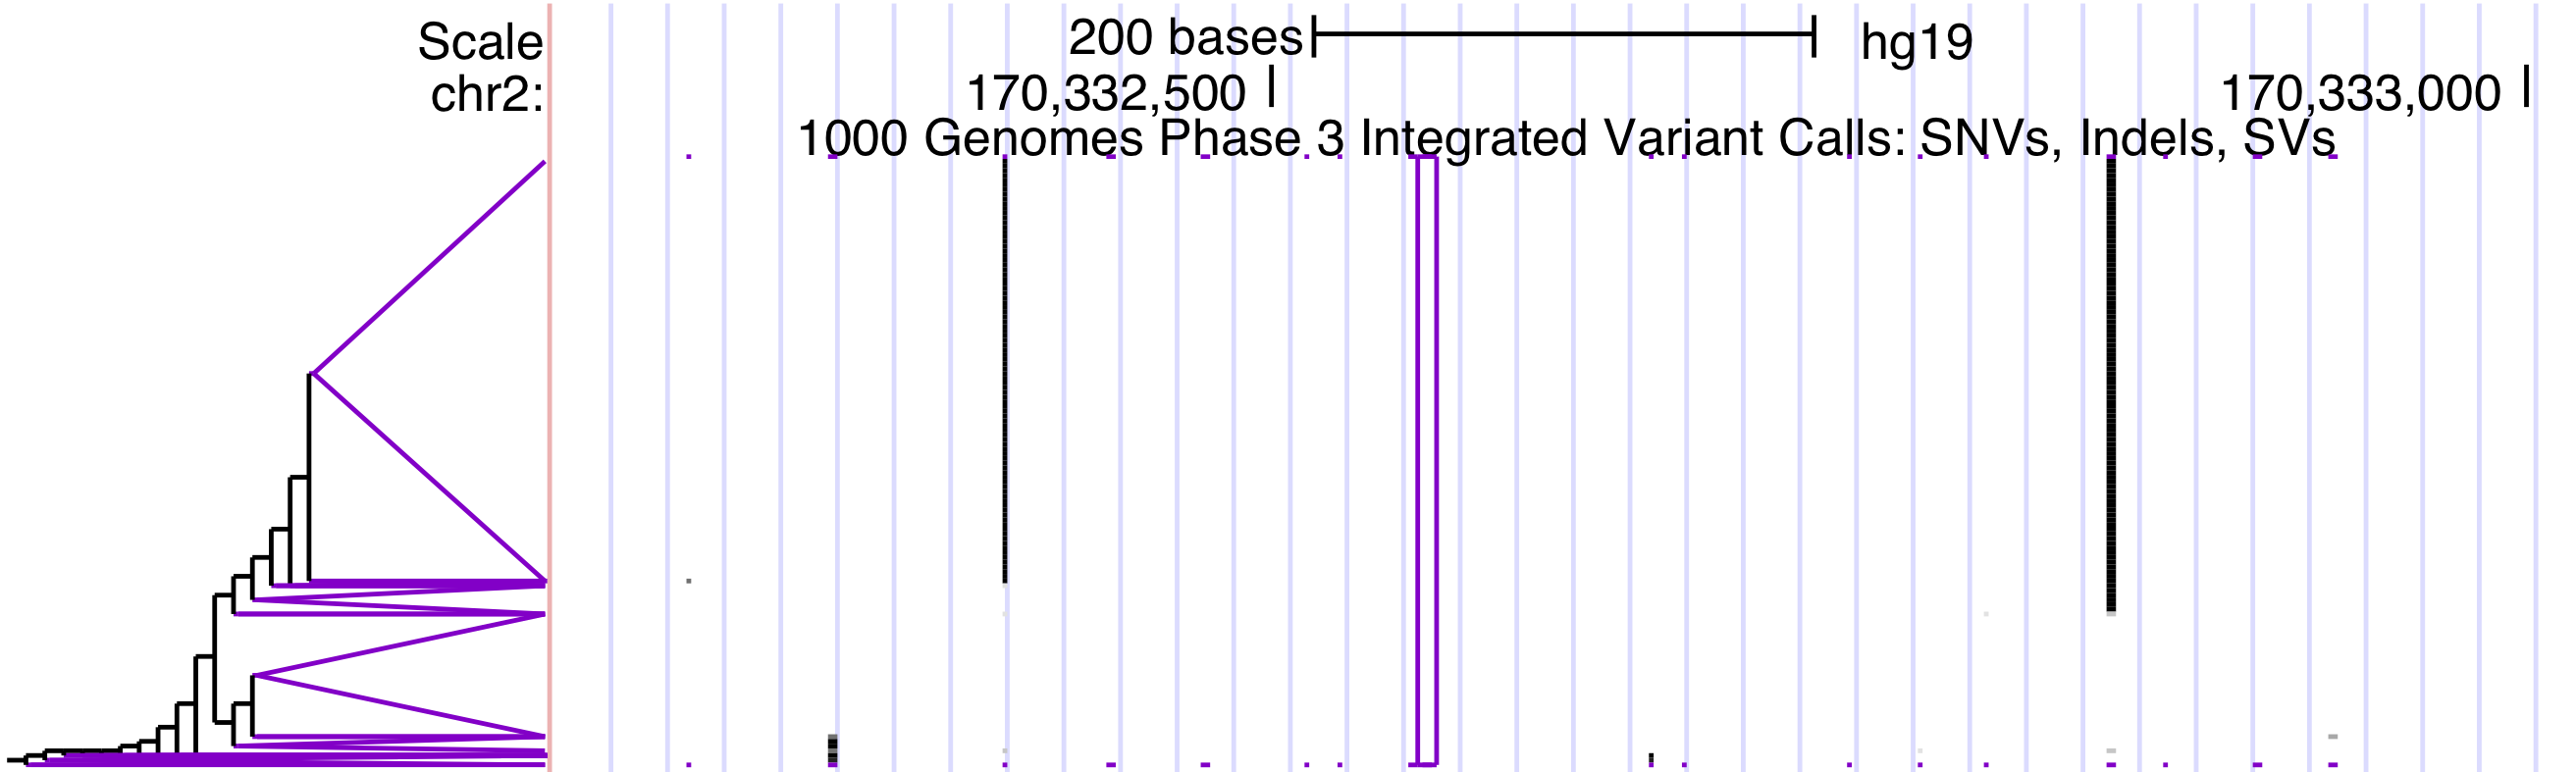 Scale 200 bases hg19
chr2: 170,332,500 170,333,000
1000 Genomes Phase 3 Integrated Variant Calls: SNVs, Indels, SVs